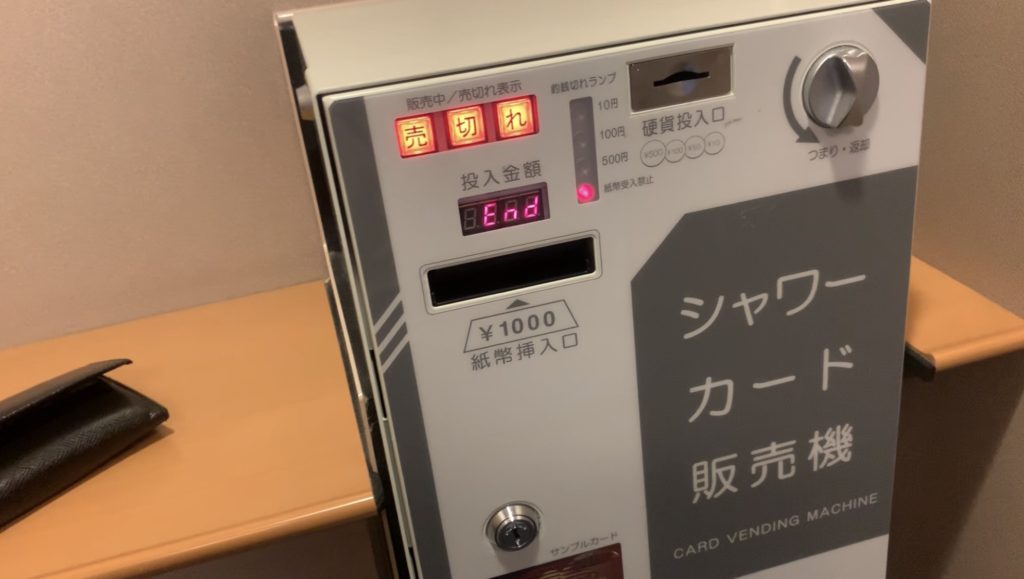 販売中／売切れ表示
売 切 れ
投入金額
End
¥1000
紙幣挿入口
釣銭切れランプ
10円
100円
500円
紙幣受入禁止
硬貨投入口
¥500 ¥100 ¥50 ¥10
つまり・返却
シャワー
カード
販売機
CARD VENDING MACHINE
サンプルカード